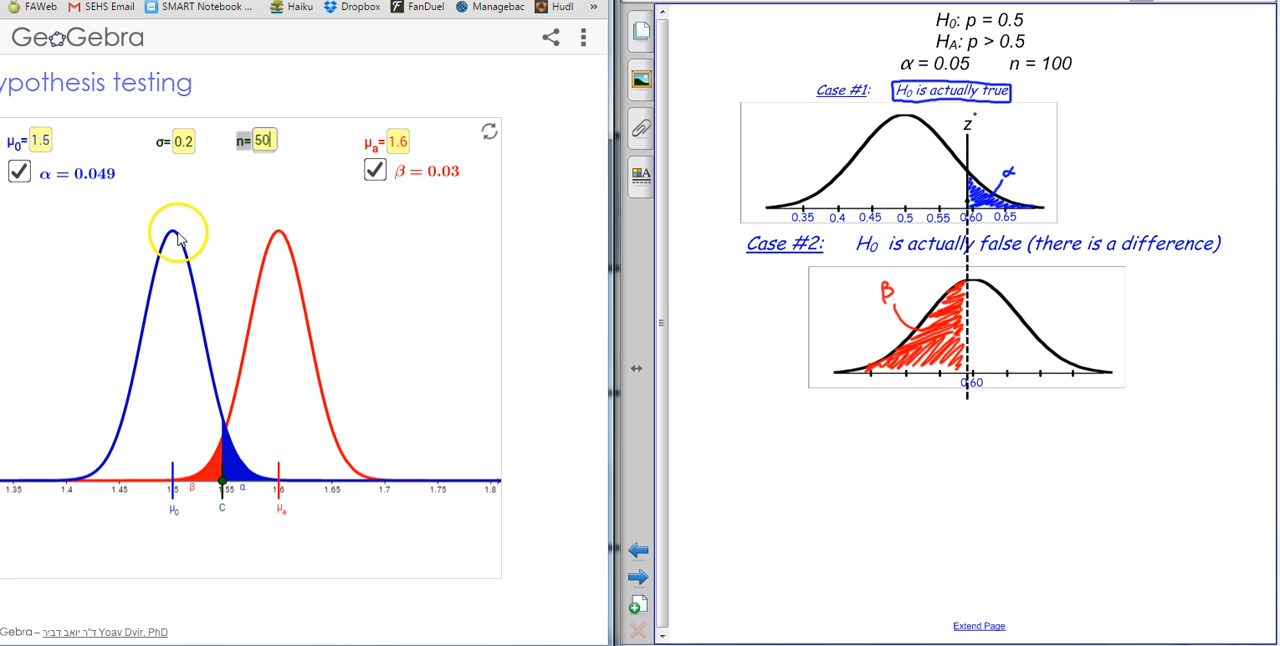 FAWeb SEHS Email SMART Notebook ... Haiku Dropbox FanDuel Managebac Hudl »
GeoGebra
ypothesis testing
μ0= 1.5
σ= 0.2
n= 50
μa= 1.6
α = 0.049
β = 0.03
1.35 1.4 1.45 1.5 1.55 1.6 1.65 1.7 1.75 1.8
β α
μ0 C μa
Gebra – ד"ר יואב דביר Yoav Dvir, PhD
H0: p = 0.5
HA: p > 0.5
α = 0.05 n = 100
Case #1: H0 is actually true
z*
α
0.35 0.4 0.45 0.5 0.55 0.60 0.65
Case #2: H0 is actually false (there is a difference)
β
0.60
Extend Page